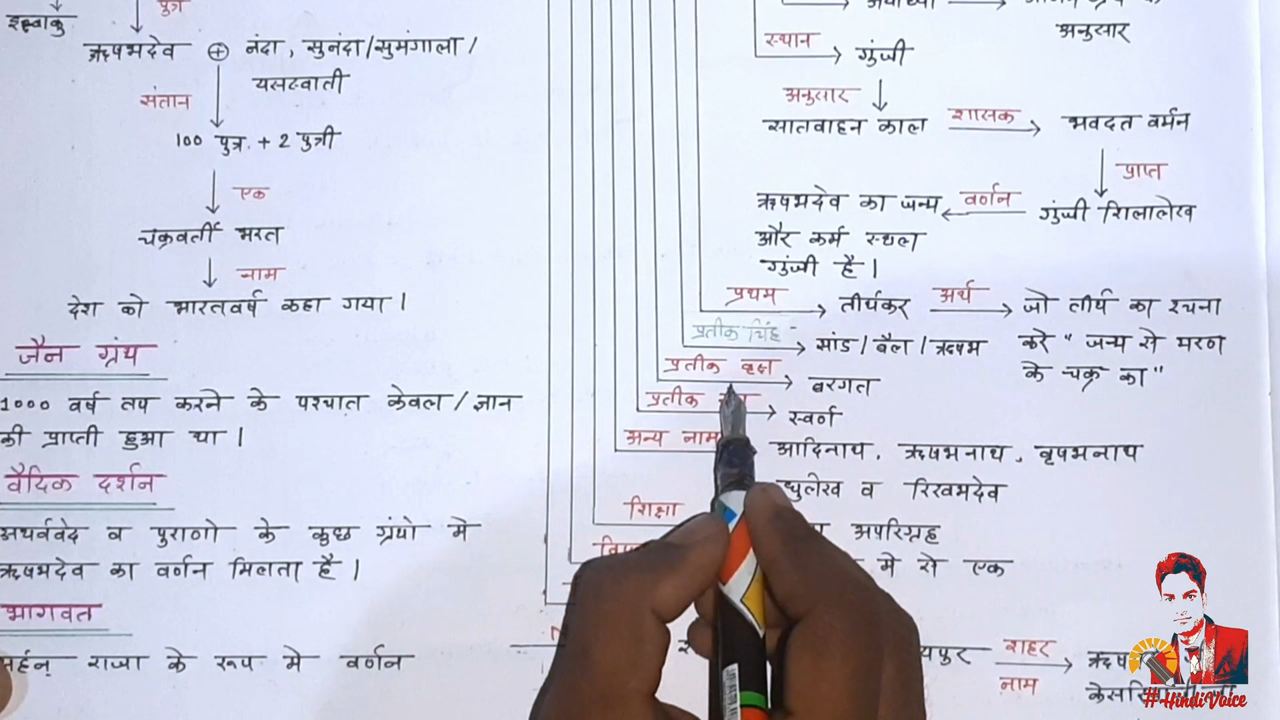 पुत्र
इक्ष्वाकु
ऋषभदेव ⊕ नंदा, सुनंदा/सुमंगाला/
यसस्वाती
संतान
100 पुत्र + 2 पुत्री
एक
चक्रवर्ती भरत
नाम
देश को भारतवर्ष कहा गया।
जैन ग्रंथ
1000 वर्ष तप करने के पश्चात केवल/ज्ञान
की प्राप्ती हुआ था।
वैदिक दर्शन
अथर्ववेद व पुराणो के कुछ ग्रंथो मे
ऋषभदेव का वर्णन मिलता है।
भागवत
अर्हन् राजा के रूप मे वर्णन
अनुसार
स्थान
गुंजी
अनुसार
सातवाहन काल शासक भवदत वर्मन
प्राप्त
ऋषभदेव का जन्म वर्णन गुंजी शिलालेख
और कर्म स्थल
गुंजी है।
प्रथम तीर्थकर अर्थ जो तीर्थ का रचना
प्रतीक चिंह सांड/बैल/ऋषभ करे "जन्म से मरण
के चक्र का"
प्रतीक वृक्ष बरगत
प्रतीक स्वर्ण
अन्य नाम आदिनाथ, ऋषभनाथ, वृषभनाथ
व रिखभदेव
शिक्षा अपरिग्रह
मे से एक
शहर
नाम
#HindiVoice